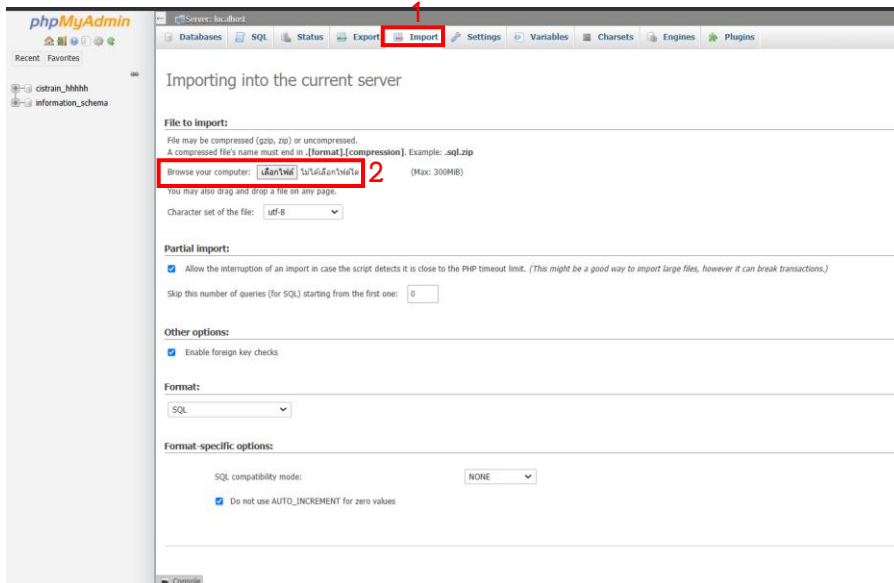 phpMyAdmin
Recent Favorites
cistrain_hhhhh
information_schema
Server: localhost
1
Databases SQL Status Export Import Settings Variables Charsets Engines Plugins
Importing into the current server
File to import:
File may be compressed (gzip, zip) or uncompressed.
A compressed file's name must end in .[format].[compression]. Example: .sql.zip
Browse your computer: เลือกไฟล์ ไม่ได้เลือกไฟล์ใด 2 (Max: 300MiB)
You may also drag and drop a file on any page.
Character set of the file: utf-8
Partial import:
Allow the interruption of an import in case the script detects it is close to the PHP timeout limit. (This might be a good way to import large files, however it can break transactions.)
Skip this number of queries (for SQL) starting from the first one: 0
Other options:
Enable foreign key checks
Format:
SQL
Format-specific options:
SQL compatibility mode: NONE
Do not use AUTO_INCREMENT for zero values
Console